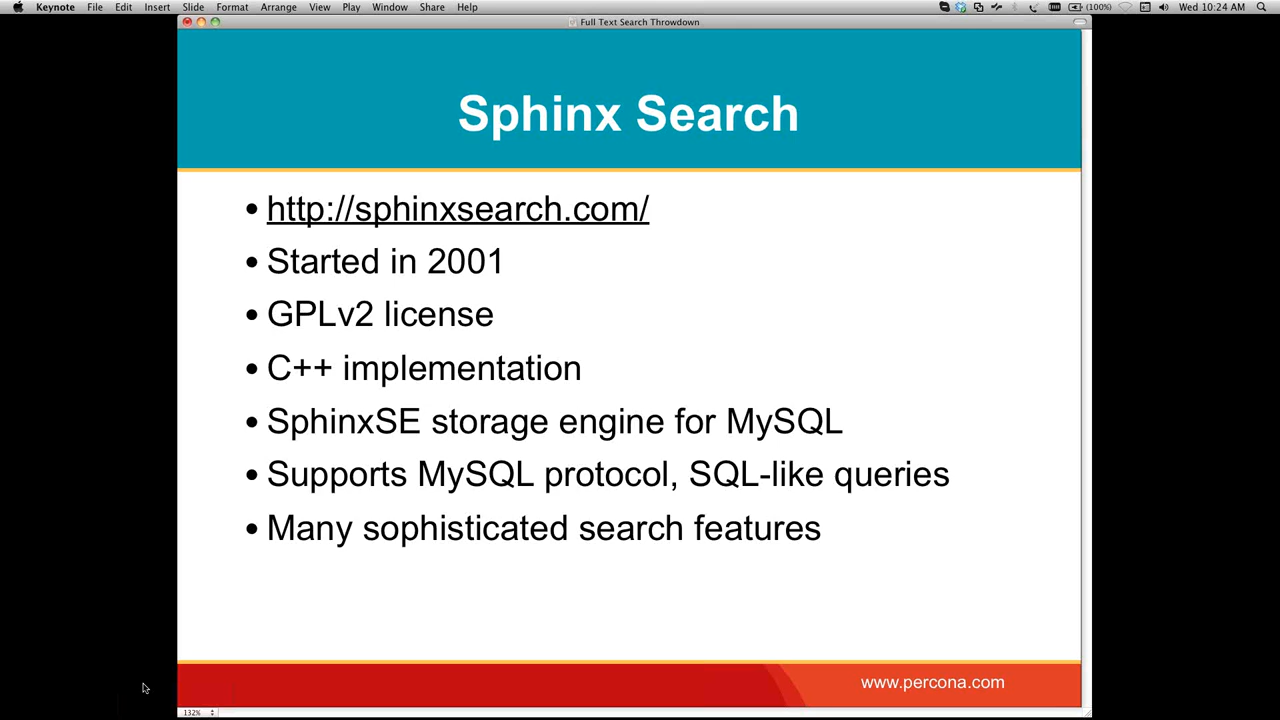 Keynote File Edit Insert Slide Format Arrange View Play Window Share Help (100%) Wed 10:24 AM
Full Text Search Throwdown
Sphinx Search
• http://sphinxsearch.com/
• Started in 2001
• GPLv2 license
• C++ implementation
• SphinxSE storage engine for MySQL
• Supports MySQL protocol, SQL-like queries
• Many sophisticated search features
www.percona.com
132%